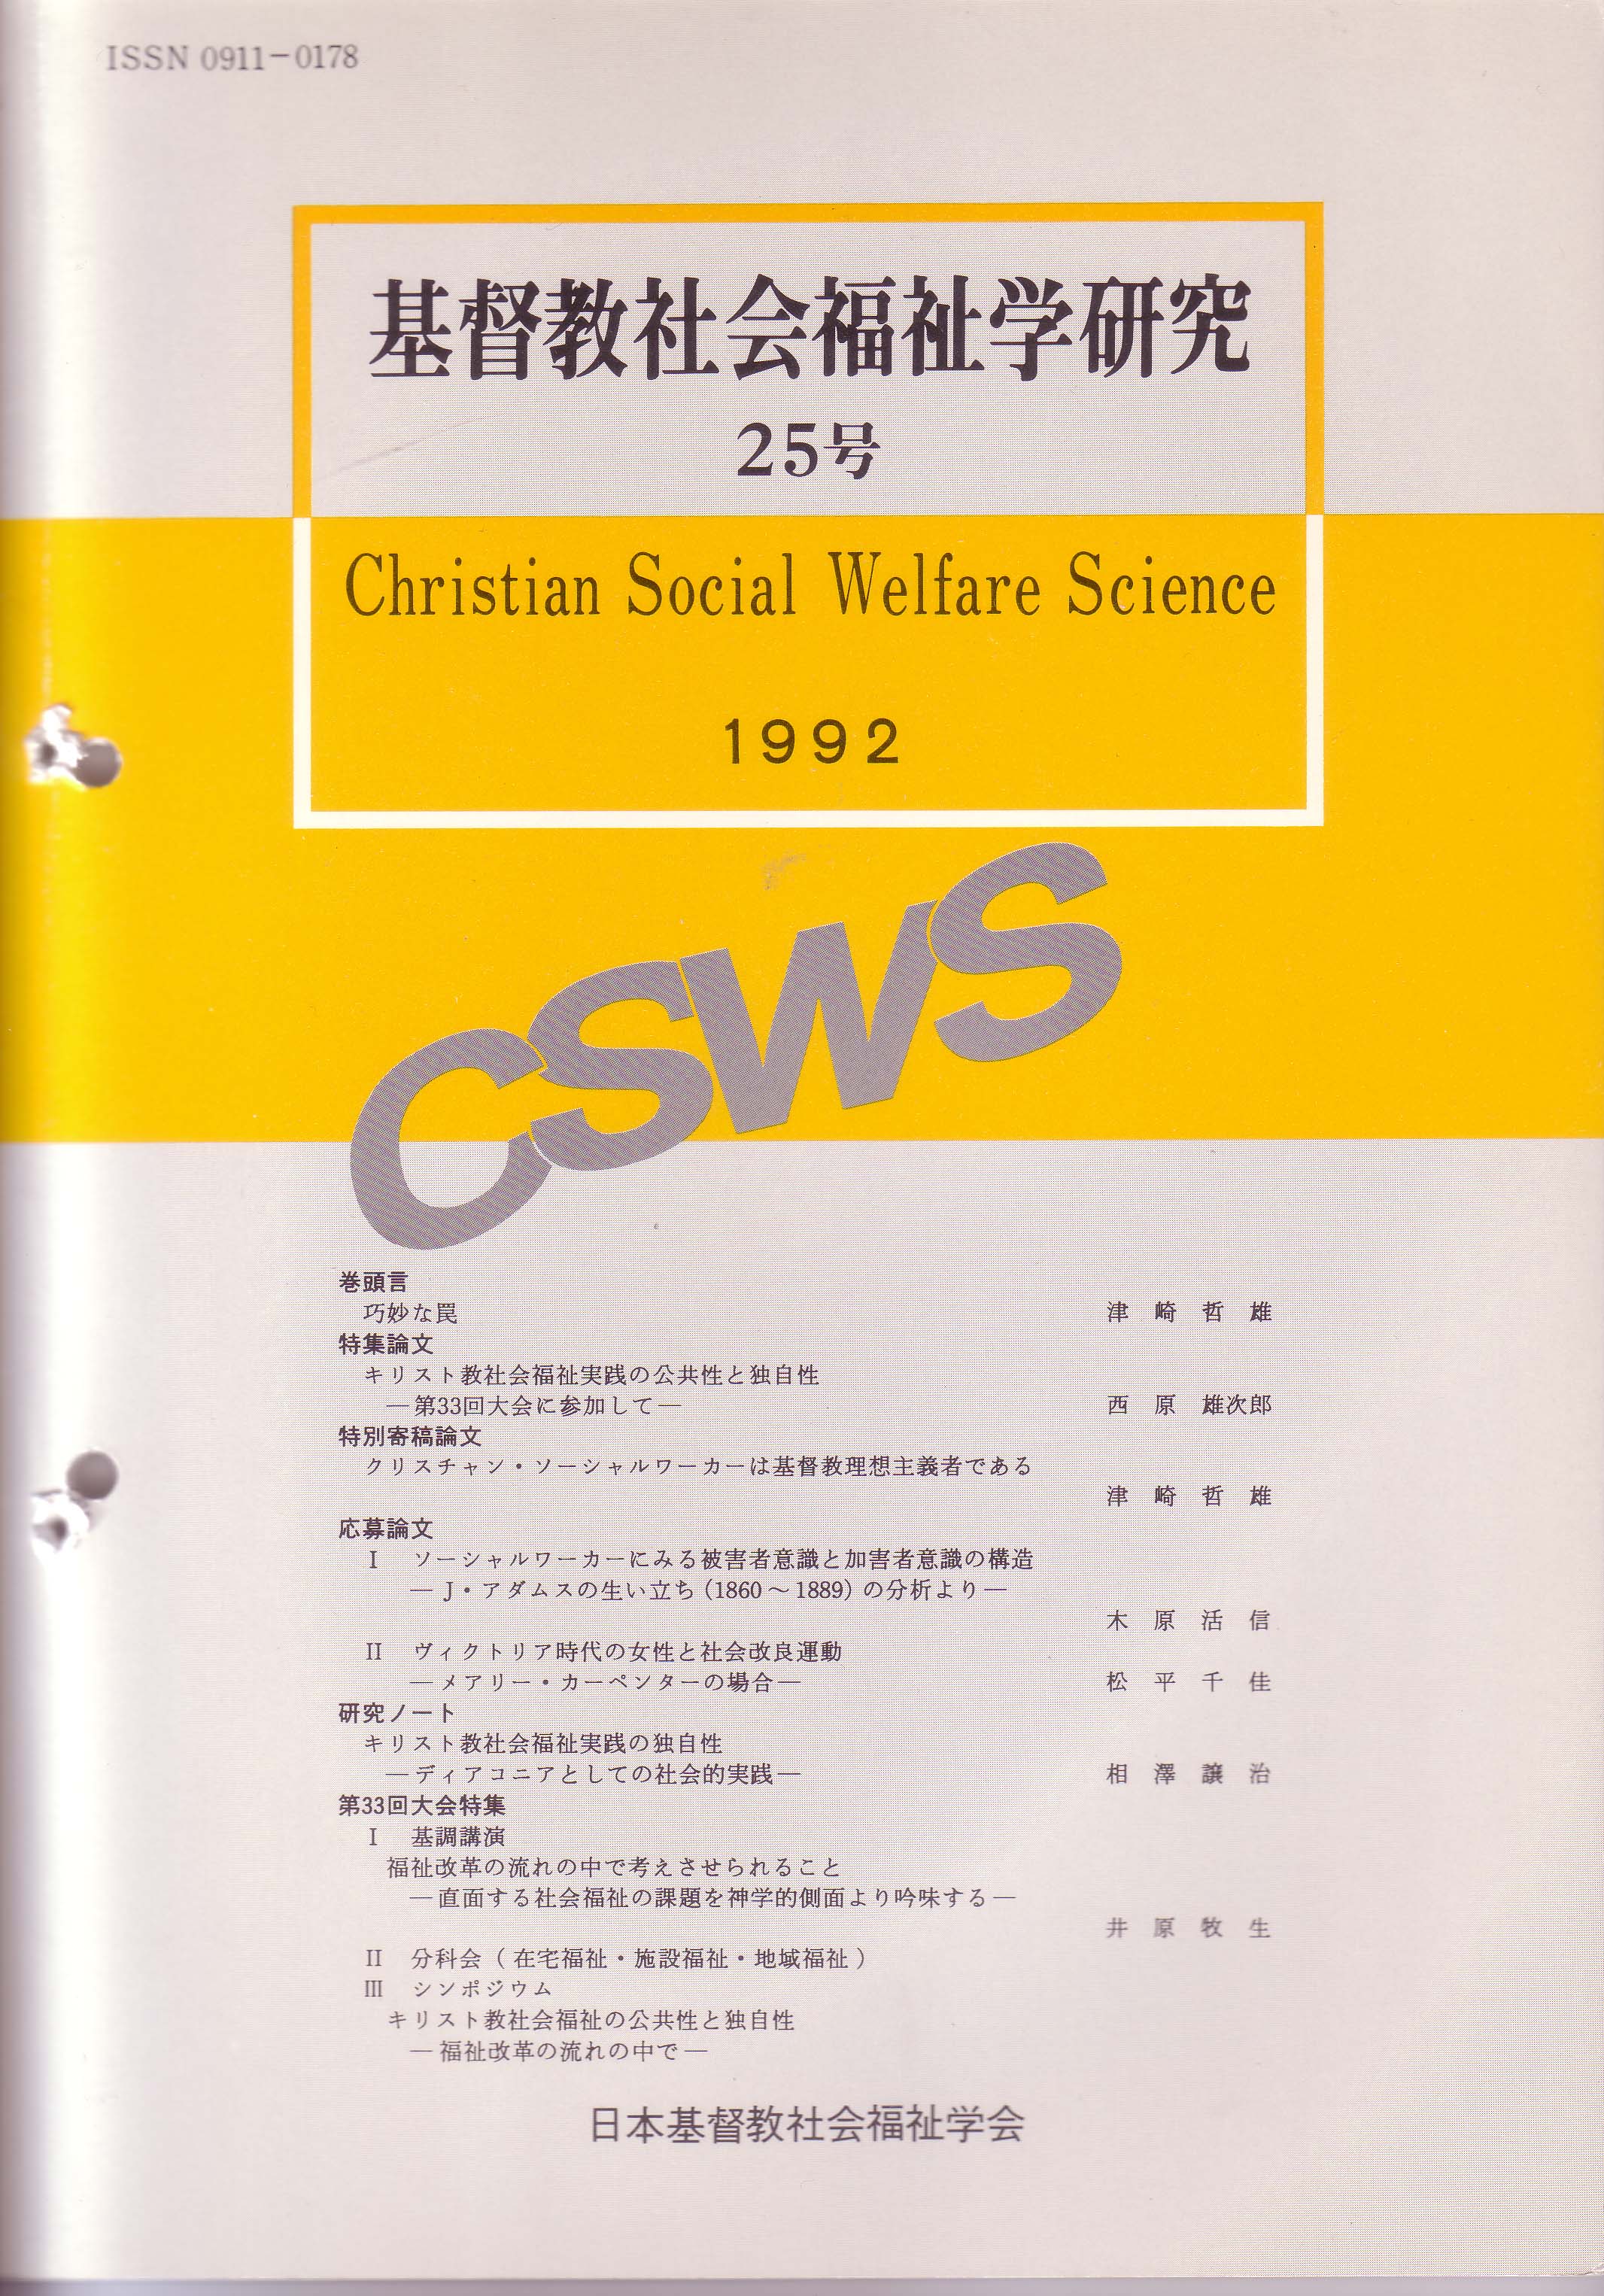 ISSN 0911-0178
基督教社会福祉学研究
25号
Christian Social Welfare Science
1992
CSWS
巻頭言
巧妙な罠 津崎哲雄
特集論文
キリスト教社会福祉実践の公共性と独自性
―第33回大会に参加して― 西原雄次郎
特別寄稿論文
クリスチャン・ソーシャルワーカーは基督教理想主義者である
津崎哲雄
応募論文
Ⅰ ソーシャルワーカーにみる被害者意識と加害者意識の構造
―J・アダムスの生い立ち(1860～1889)の分析より―
木原活信
Ⅱ ヴィクトリア時代の女性と社会改良運動
―メアリー・カーペンターの場合― 松平千佳
研究ノート
キリスト教社会福祉実践の独自性
―ディアコニアとしての社会的実践― 相澤譲治
第33回大会特集
Ⅰ 基調講演
福祉改革の流れの中で考えさせられること
―直面する社会福祉の課題を神学的側面より吟味する―
井原牧生
Ⅱ 分科会(在宅福祉・施設福祉・地域福祉)
Ⅲ シンポジウム
キリスト教社会福祉の公共性と独自性
―福祉改革の流れの中で―
日本基督教社会福祉学会